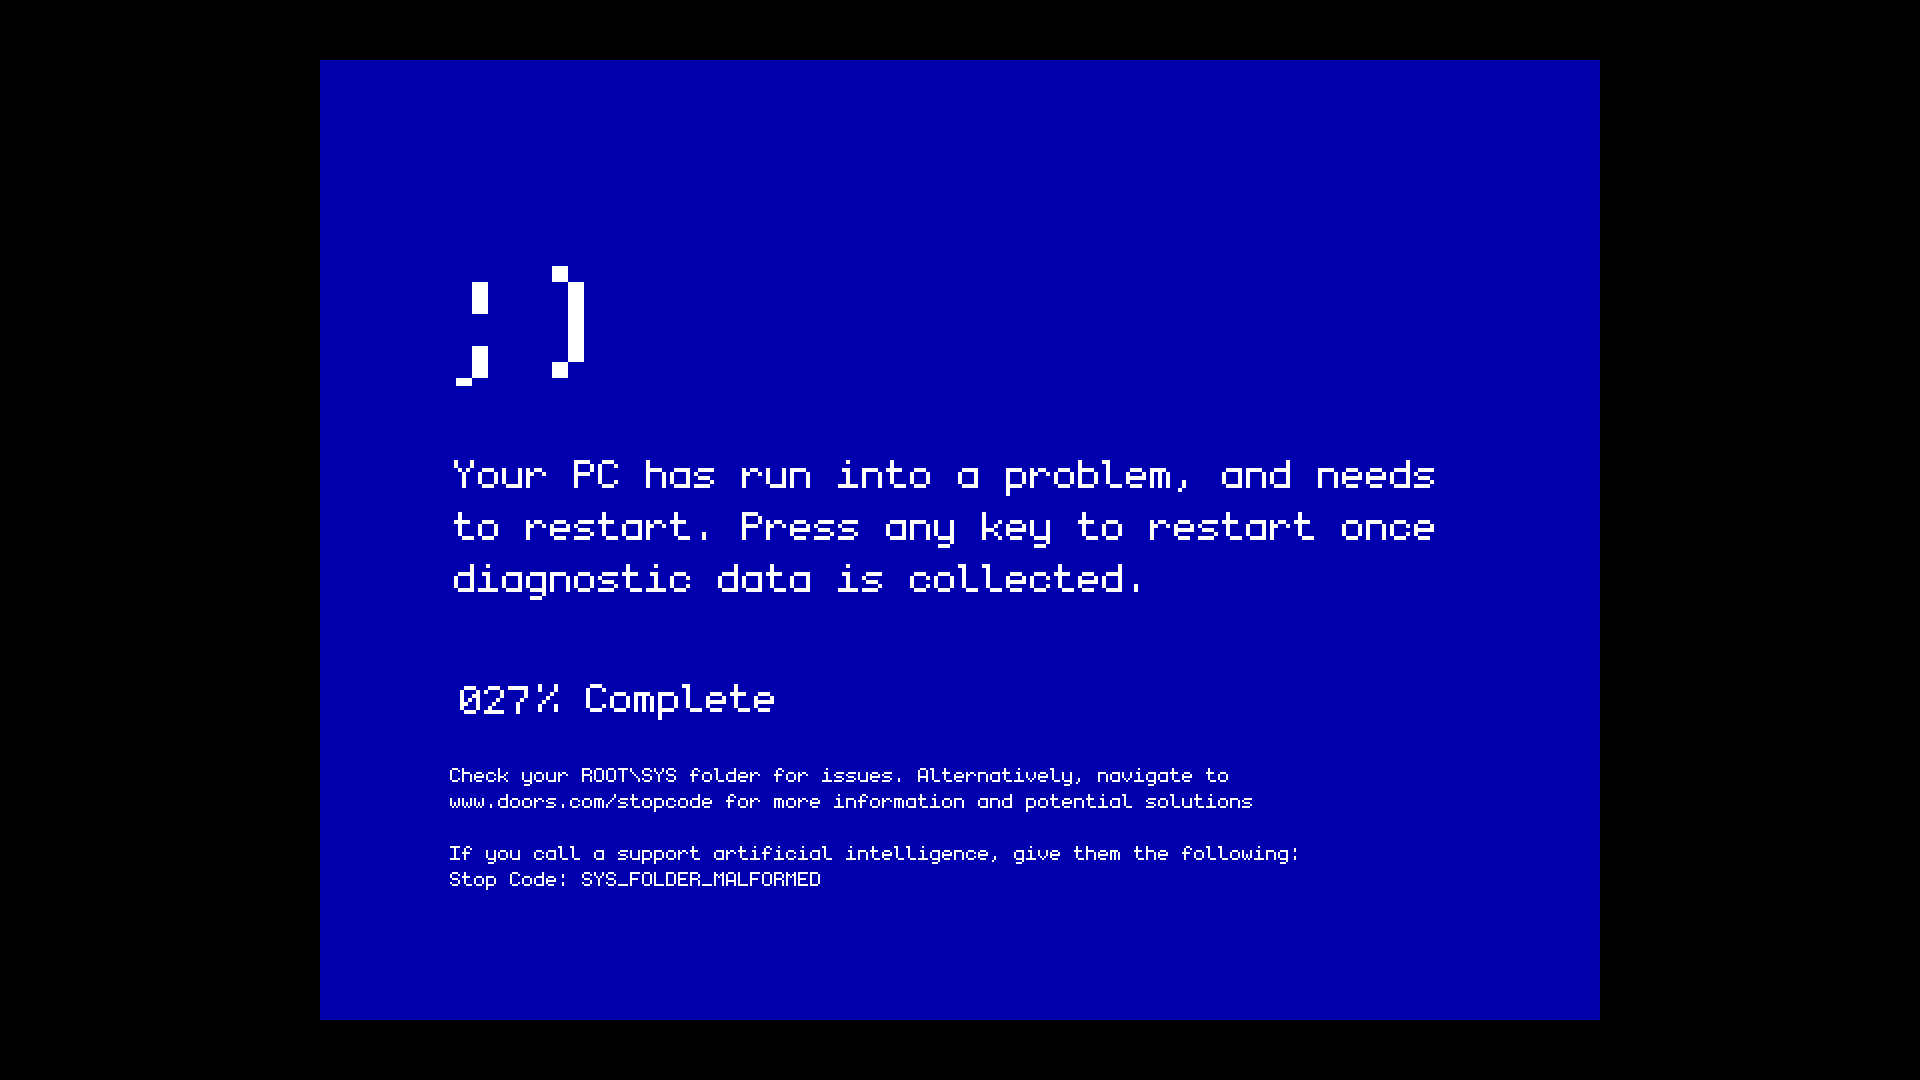 ;)
Your PC has run into a problem, and needs
to restart. Press any key to restart once
diagnostic data is collected.
027% Complete
Check your ROOT\SYS folder for issues. Alternatively, navigate to
www.doors.com/stopcode for more information and potential solutions
If you call a support artificial intelligence, give them the following:
Stop Code: SYS_FOLDER_MALFORMED